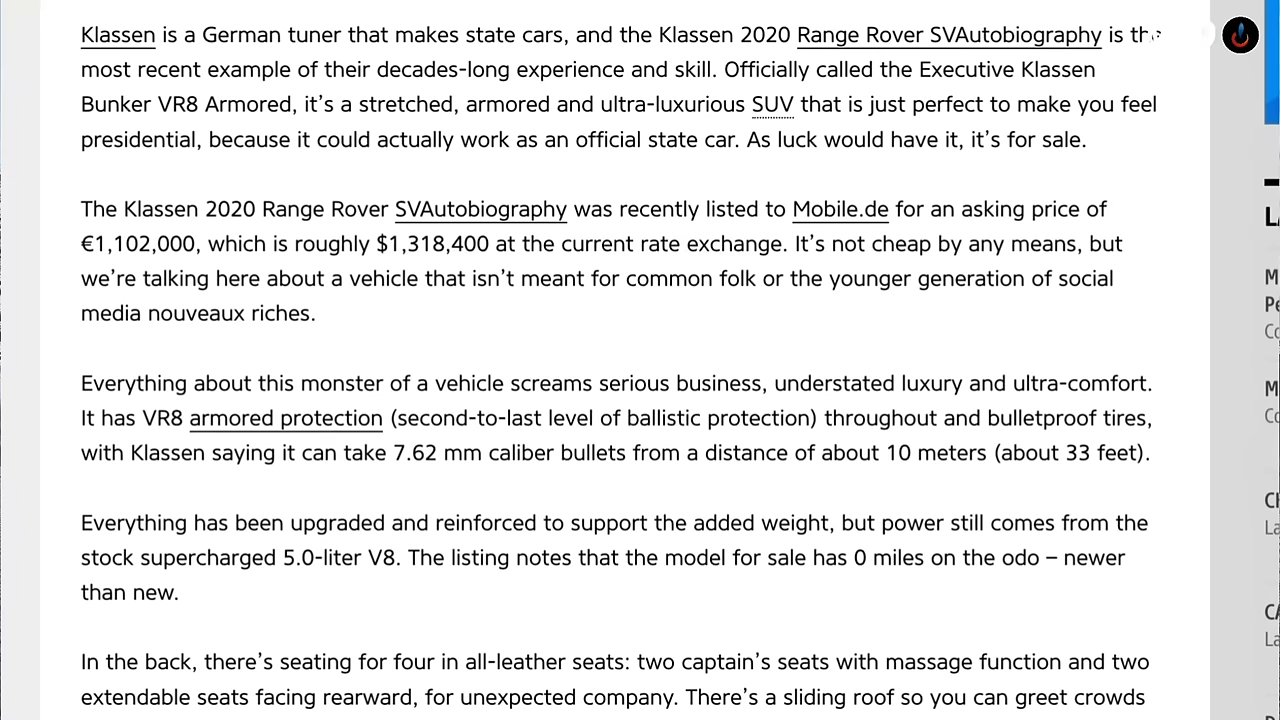 Klassen is a German tuner that makes state cars, and the Klassen 2020 Range Rover SVAutobiography is the
most recent example of their decades-long experience and skill. Officially called the Executive Klassen
Bunker VR8 Armored, it’s a stretched, armored and ultra-luxurious SUV that is just perfect to make you feel
presidential, because it could actually work as an official state car. As luck would have it, it’s for sale.
The Klassen 2020 Range Rover SVAutobiography was recently listed to Mobile.de for an asking price of
€1,102,000, which is roughly $1,318,400 at the current rate exchange. It’s not cheap by any means, but
we’re talking here about a vehicle that isn’t meant for common folk or the younger generation of social
media nouveaux riches.
Everything about this monster of a vehicle screams serious business, understated luxury and ultra-comfort.
It has VR8 armored protection (second-to-last level of ballistic protection) throughout and bulletproof tires,
with Klassen saying it can take 7.62 mm caliber bullets from a distance of about 10 meters (about 33 feet).
Everything has been upgraded and reinforced to support the added weight, but power still comes from the
stock supercharged 5.0-liter V8. The listing notes that the model for sale has 0 miles on the odo – newer
than new.
In the back, there’s seating for four in all-leather seats: two captain’s seats with massage function and two
extendable seats facing rearward, for unexpected company. There’s a sliding roof so you can greet crowds